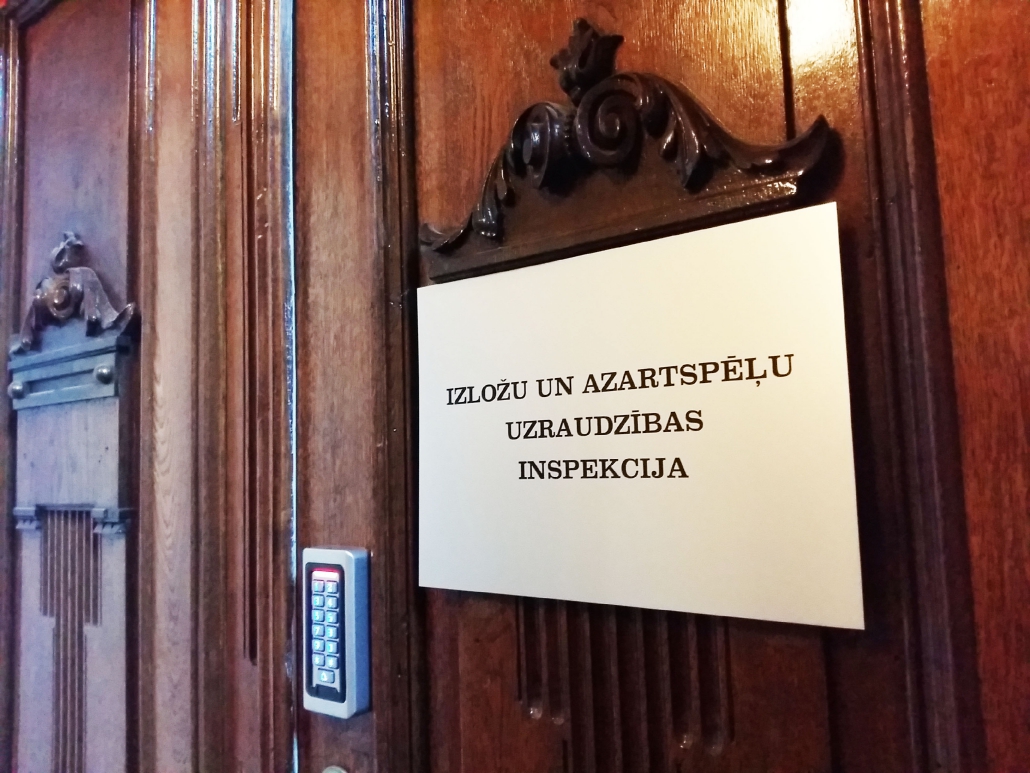 IZLOŽU UN AZARTSPĒĻU
UZRAUDZĪBAS
INSPEKCIJA